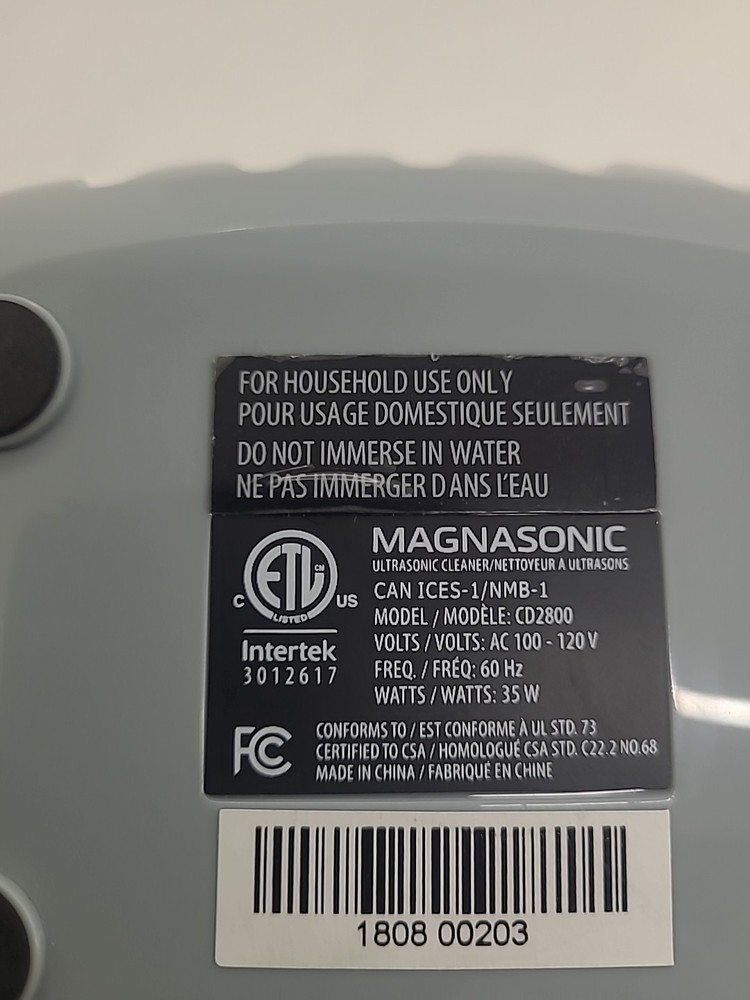 FOR HOUSEHOLD USE ONLY
POUR USAGE DOMESTIQUE SEULEMENT
DO NOT IMMERSE IN WATER
NE PAS IMMERGER DANS L'EAU
ETL CM
LISTED
C US
Intertek
3012617
MAGNASONIC
ULTRASONIC CLEANER/NETTOYEUR A ULTRASONS
CAN ICES-1/NMB-1
MODEL / MODÈLE: CD2800
VOLTS / VOLTS: AC 100 - 120 V
FREQ. / FRÉQ: 60 Hz
WATTS / WATTS: 35 W
FC
CONFORMS TO / EST CONFORME À UL STD. 73
CERTIFIED TO CSA / HOMOLOGUÉ CSA STD. C22.2 NO.68
MADE IN CHINA / FABRIQUÉ EN CHINE
1808 00203